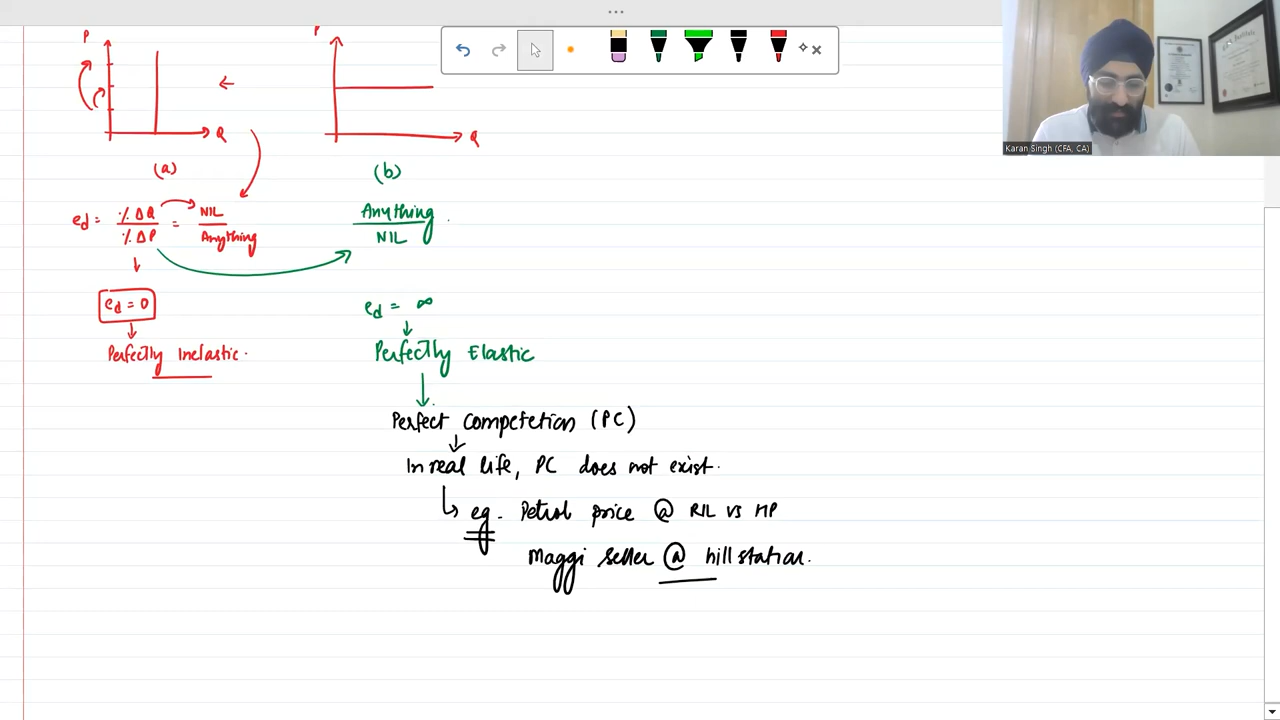 P
P
Q
Q
(a)
(b)
ed = %ΔQ / %ΔP = NIL / Anything
Anything / NIL
ed = 0
ed = ∞
Perfectly Inelastic.
Perfectly Elastic
Perfect Competetion (PC)
In real life, PC does not exist.
eg. Petrol price @ RIL vs HP
Maggi seller @ hill station.
Karan Singh (CFA, CA)